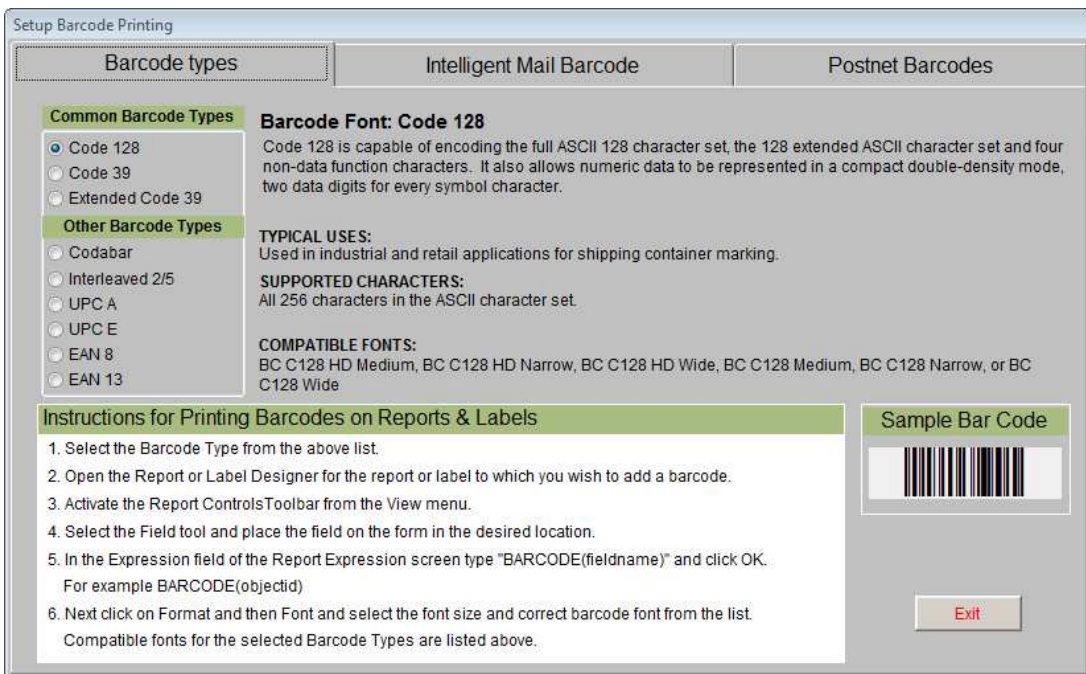 Setup Barcode Printing
Barcode types
Intelligent Mail Barcode
Postnet Barcodes
Common Barcode Types
Code 128
Code 39
Extended Code 39
Other Barcode Types
Codabar
Interleaved 2/5
UPC A
UPC E
EAN 8
EAN 13
Barcode Font: Code 128
Code 128 is capable of encoding the full ASCII 128 character set, the 128 extended ASCII character set and four
non-data function characters. It also allows numeric data to be represented in a compact double-density mode,
two data digits for every symbol character.
TYPICAL USES:
Used in industrial and retail applications for shipping container marking.
SUPPORTED CHARACTERS:
All 256 characters in the ASCII character set.
COMPATIBLE FONTS:
BC C128 HD Medium, BC C128 HD Narrow, BC C128 HD Wide, BC C128 Medium, BC C128 Narrow, or BC
C128 Wide
Instructions for Printing Barcodes on Reports & Labels
1. Select the Barcode Type from the above list.
2. Open the Report or Label Designer for the report or label to which you wish to add a barcode.
3. Activate the Report ControlsToolbar from the View menu.
4. Select the Field tool and place the field on the form in the desired location.
5. In the Expression field of the Report Expression screen type "BARCODE(fieldname)" and click OK.
For example BARCODE(objectid)
6. Next click on Format and then Font and select the font size and correct barcode font from the list.
Compatible fonts for the selected Barcode Types are listed above.
Sample Bar Code
Exit